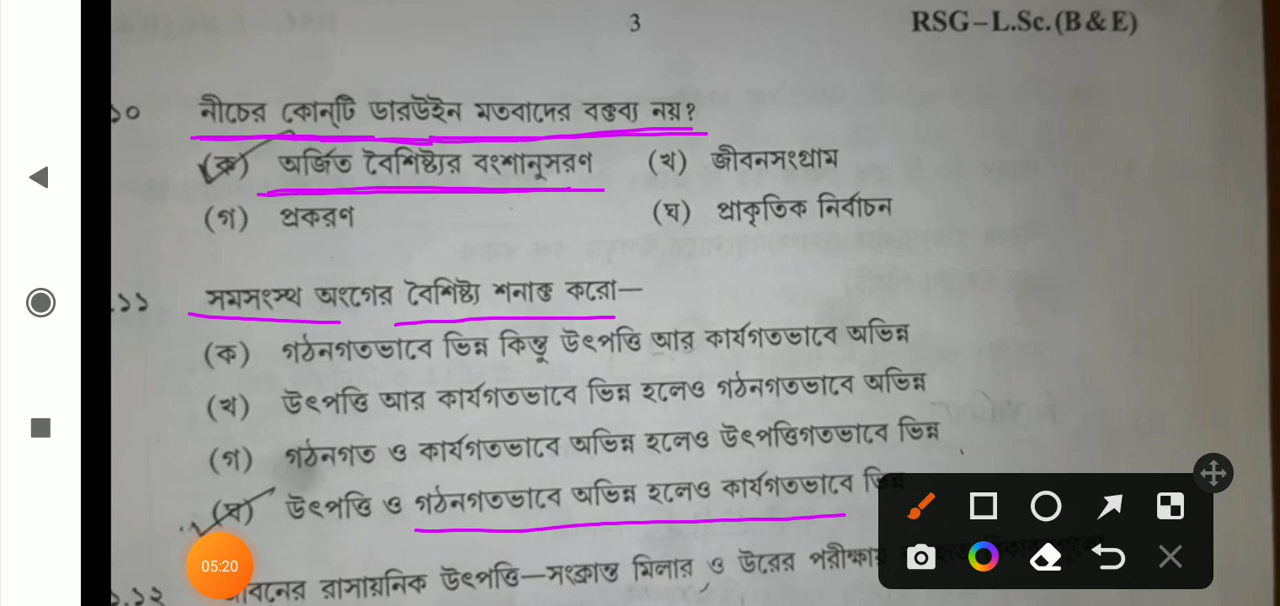 3 RSG-L.Sc.(B&E)
১০ নীচের কোন্‌টি ডারউইন মতবাদের বক্তব্য নয়?
(ক) অর্জিত বৈশিষ্ট্যের বংশানুসরণ (খ) জীবনসংগ্রাম
(গ) প্রকরণ (ঘ) প্রাকৃতিক নির্বাচন
.১১ সমসংস্থ অংগের বৈশিষ্ট্য শনাক্ত করো—
(ক) গঠনগতভাবে ভিন্ন কিন্তু উৎপত্তি আর কার্যগতভাবে অভিন্ন
(খ) উৎপত্তি আর কার্যগতভাবে ভিন্ন হলেও গঠনগতভাবে অভিন্ন
(গ) গঠনগত ও কার্যগতভাবে অভিন্ন হলেও উৎপত্তিগতভাবে ভিন্ন
(ঘ) উৎপত্তি ও গঠনগতভাবে অভিন্ন হলেও কার্যগতভাবে ভিন্ন
05:20
১.১২ জীবনের রাসায়নিক উৎপত্তি—সংক্রান্ত মিলার ও উরের পরীক্ষায়